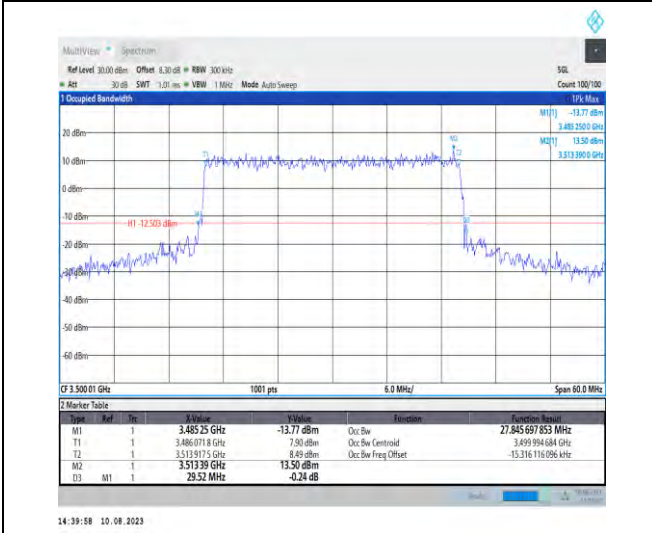 MultiView Spectrum
Ref Level 30.00 dBm Offset 8.30 dB RBW 300 kHz SGL
Att 30 dB SWT 1.01 ms VBW 1 MHz Mode Auto Sweep Count 100/100
1 Occupied Bandwidth 1Pk Max
M1[1] -13.77 dBm
3.485 250 0 GHz
M2[1] 13.50 dBm
3.513 390 0 GHz
20 dBm
M2
T1
T2
10 dBm
0 dBm
-10 dBm
M1
H1 -12.503 dBm
-20 dBm
-30 dBm
-40 dBm
-50 dBm
-60 dBm
CF 3.500 01 GHz 1001 pts 6.0 MHz/ Span 60.0 MHz
2 Marker Table
Type Ref Trc X-Value Y-Value Function Function Result
M1 1 3.485 25 GHz -13.77 dBm Occ Bw 27.845 697 853 MHz
T1 1 3.486 071 8 GHz 7.90 dBm Occ Bw Centroid 3.499 994 684 GHz
T2 1 3.513 917 5 GHz 8.49 dBm Occ Bw Freq Offset -15.316 116 096 kHz
M2 1 3.513 39 GHz 13.50 dBm
D3 M1 1 29.52 MHz -0.24 dB
14:39:58 10.08.2023